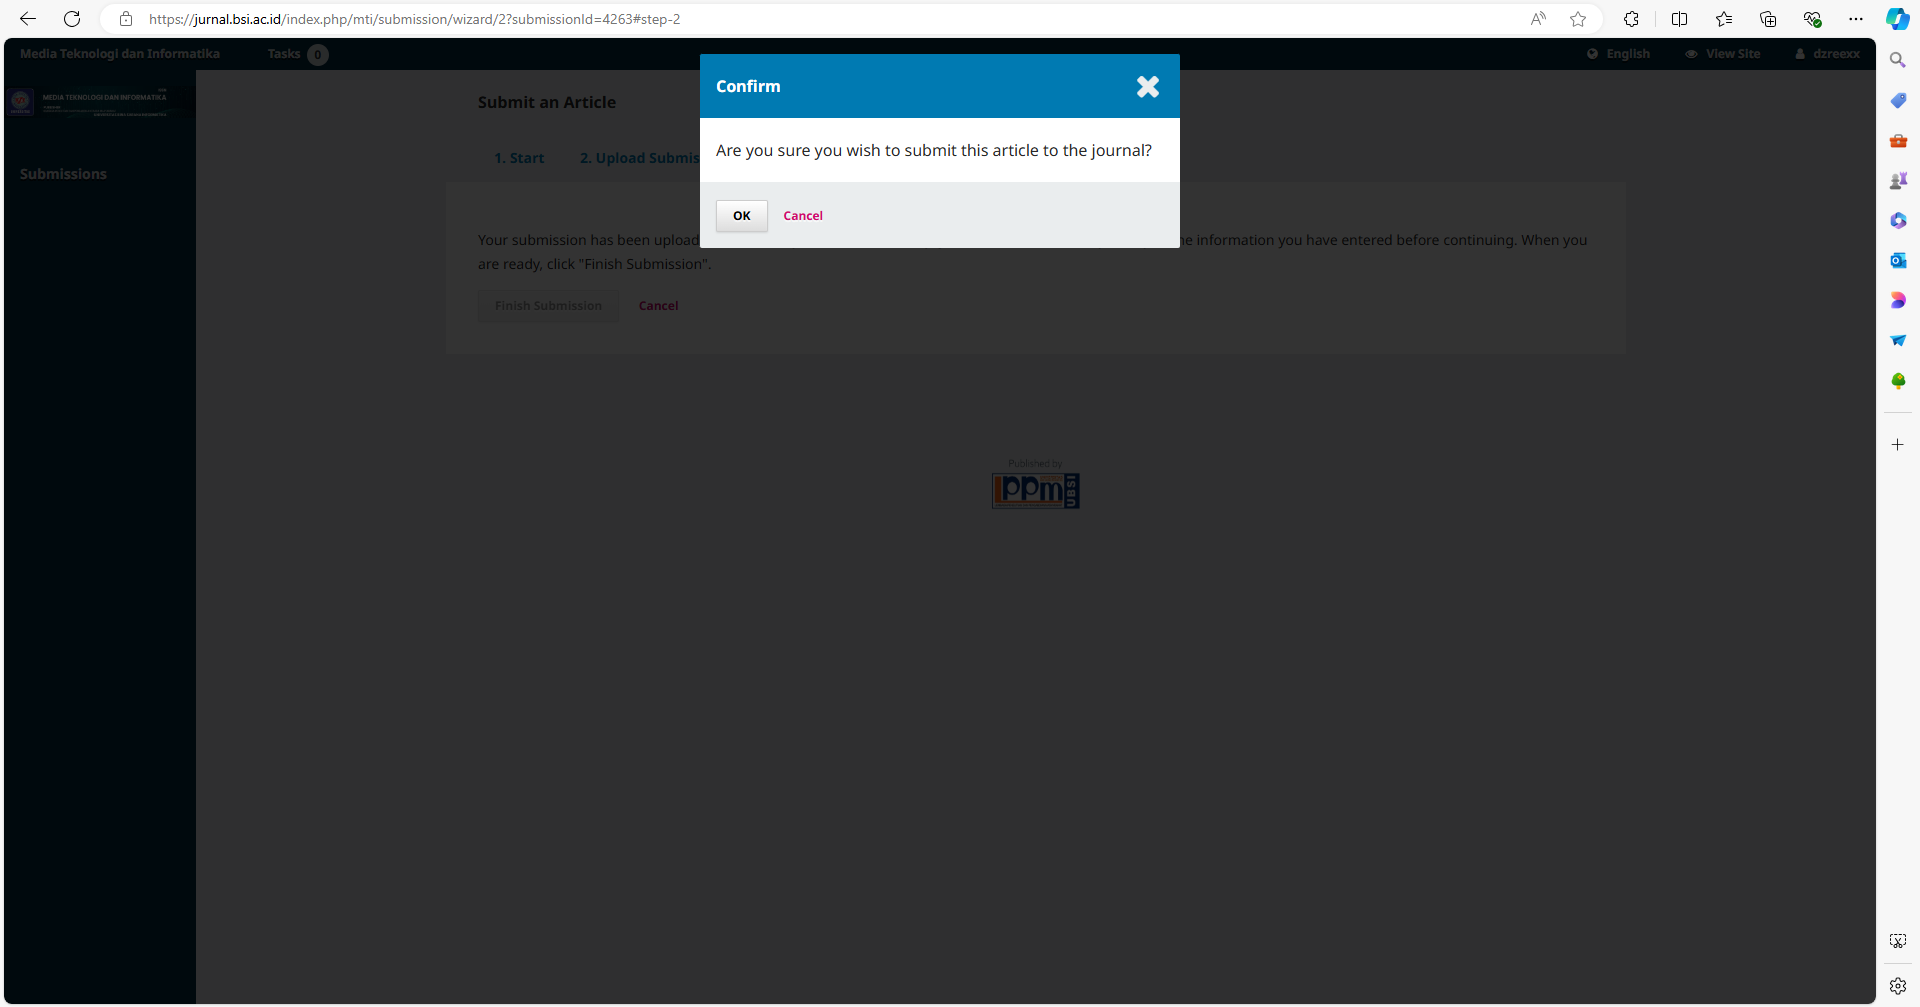 https://jurnal.bsi.ac.id/index.php/mti/submission/wizard/2?submissionId=4263#step-2
Media Teknologi dan Informatika
Tasks 0
English
View Site
dzreexx
MEDIA TEKNOLOGI DAN INFORMATIKA
Submissions
Submit an Article
1. Start
2. Upload Submis
Confirm
Are you sure you wish to submit this article to the journal?
OK
Cancel
Your submission has been upload
ne information you have entered before continuing. When you
are ready, click "Finish Submission".
Finish Submission
Cancel
Published by
lppm
UBSI